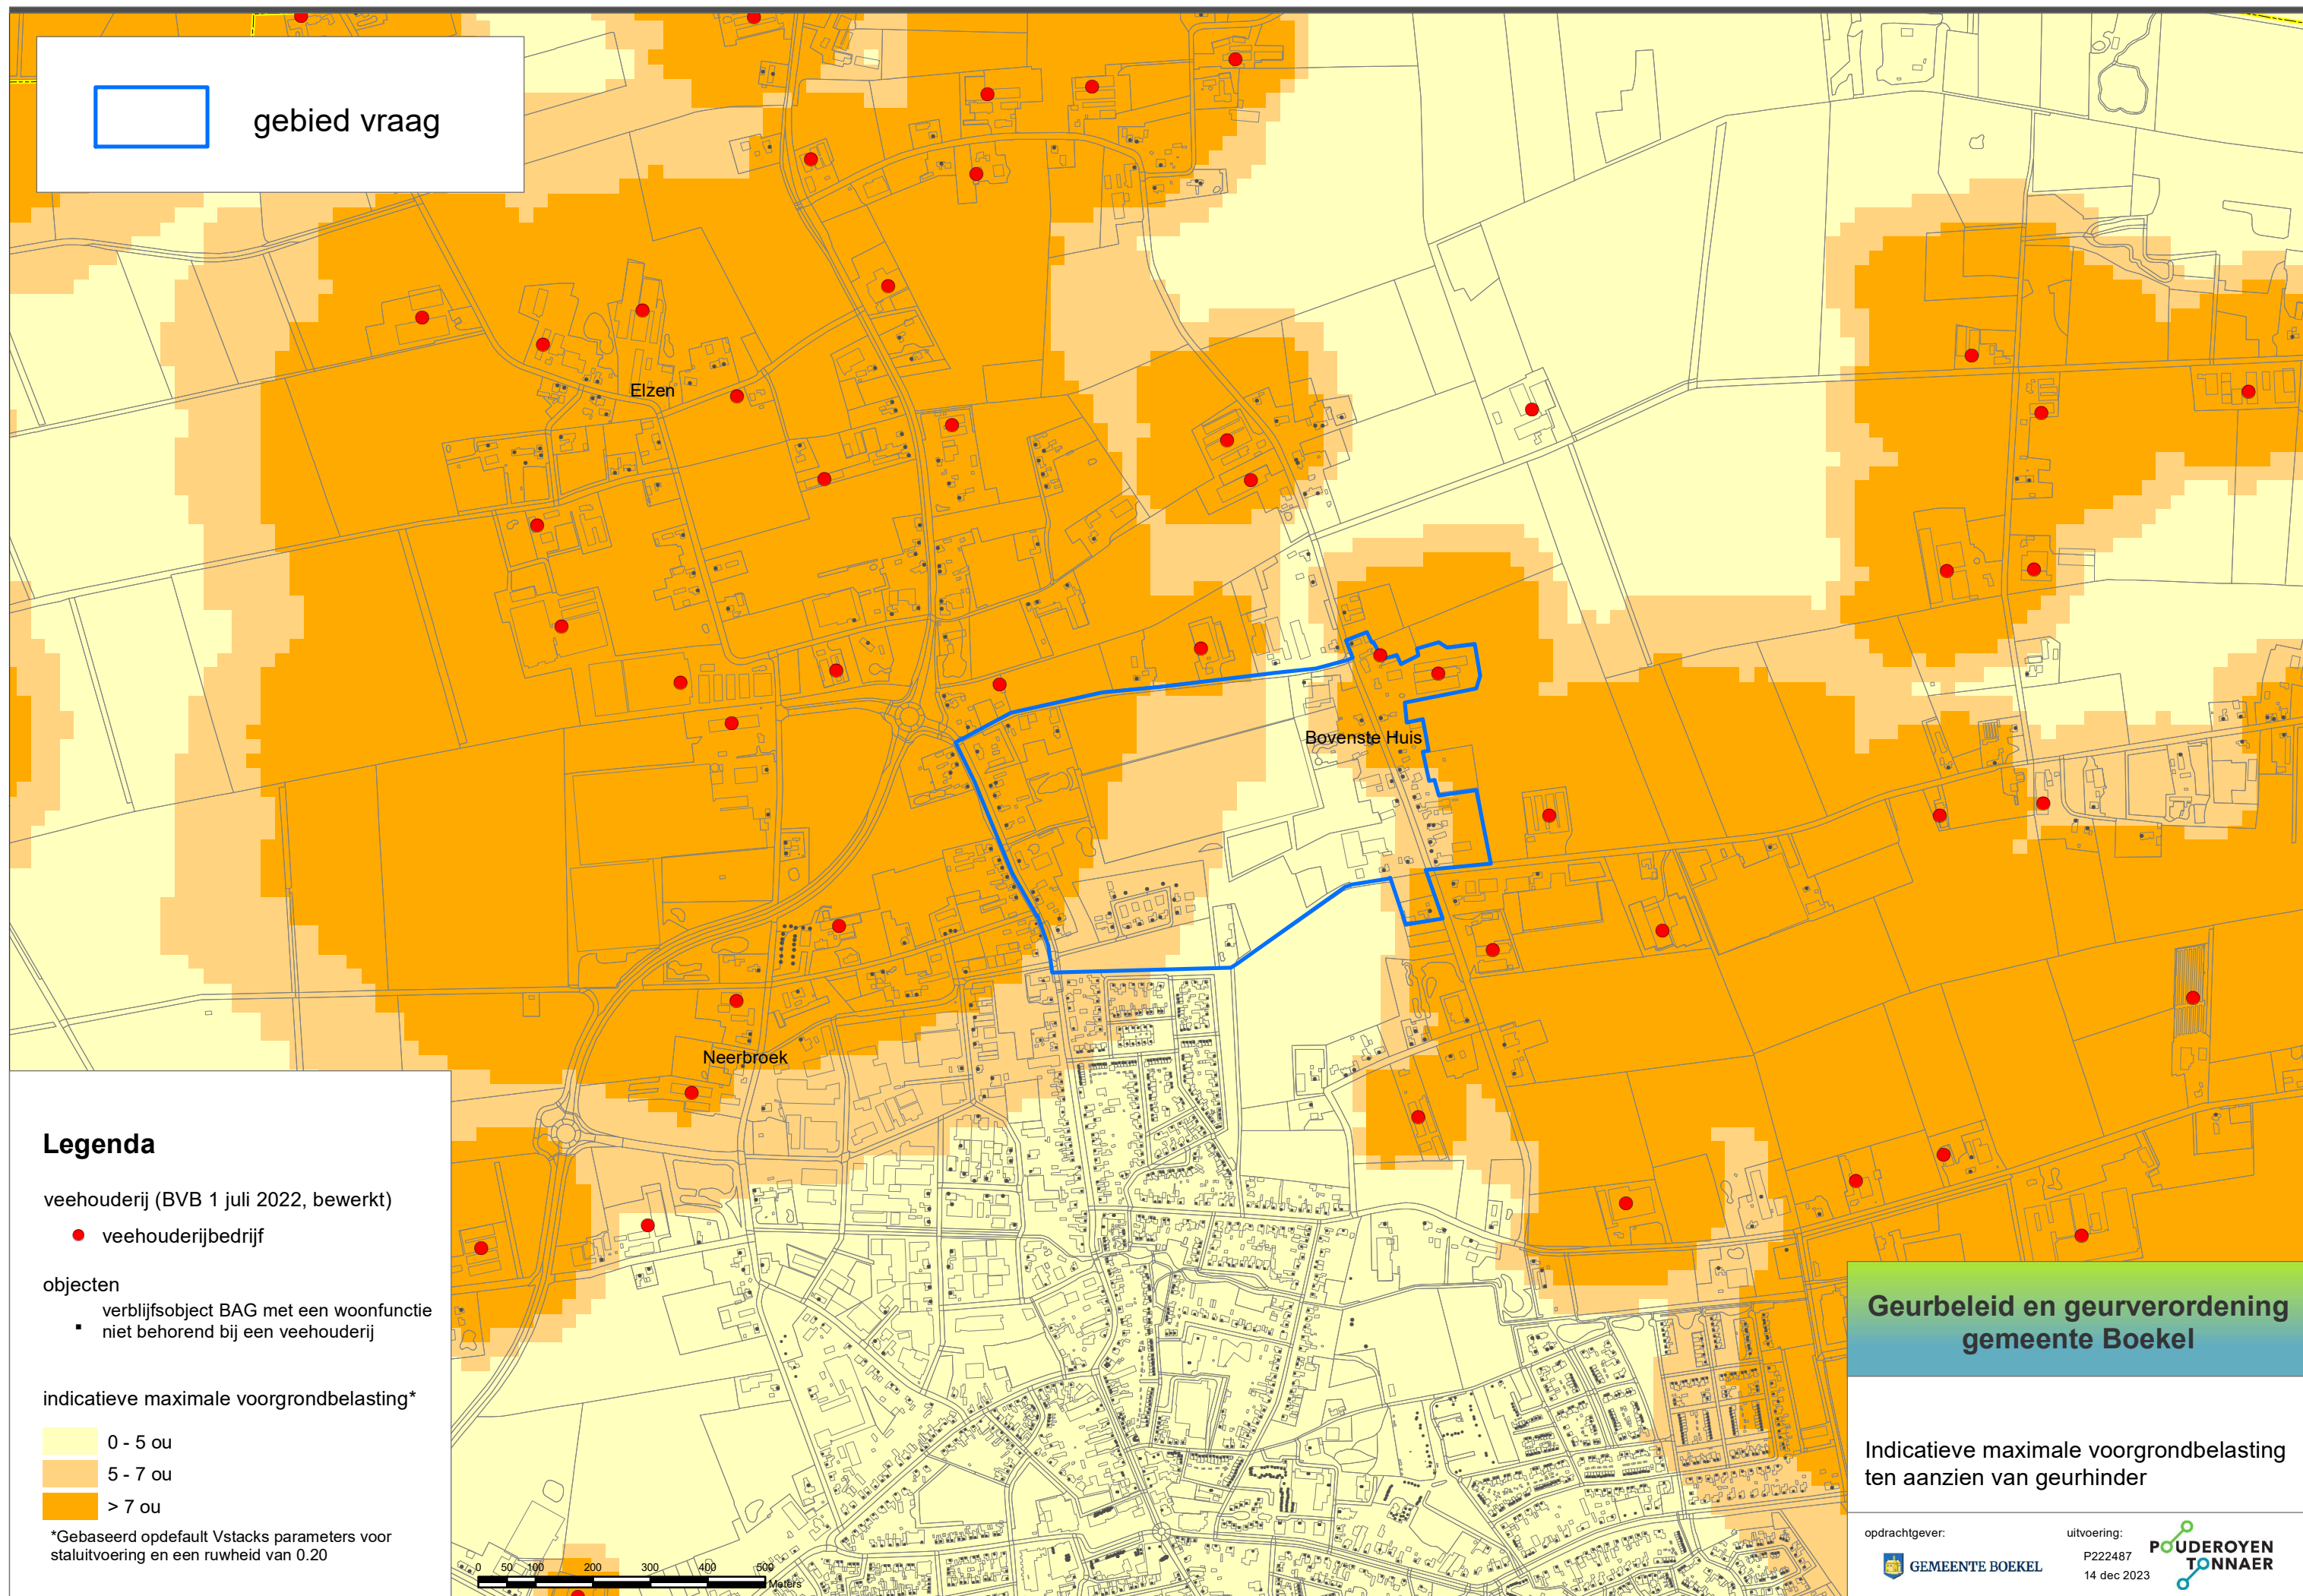 gebied vraag
Elzen
Bovenste Huis
Neerbroek
Legenda
veehouderij (BVB 1 juli 2022, bewerkt)
veehouderijbedrijf
objecten
verblijfsobject BAG met een woonfunctie
niet behorend bij een veehouderij
indicatieve maximale voorgrondbelasting*
0 - 5 ou
5 - 7 ou
> 7 ou
*Gebaseerd opdefault Vstacks parameters voor
staluitvoering en een ruwheid van 0.20
0 50 100 200 300 400 500
Meters
Geurbeleid en geurverordening
gemeente Boekel
Indicatieve maximale voorgrondbelasting
ten aanzien van geurhinder
opdrachtgever:
GEMEENTE BOEKEL
uitvoering:
P222487
14 dec 2023
POUDEROYEN
TONNAER